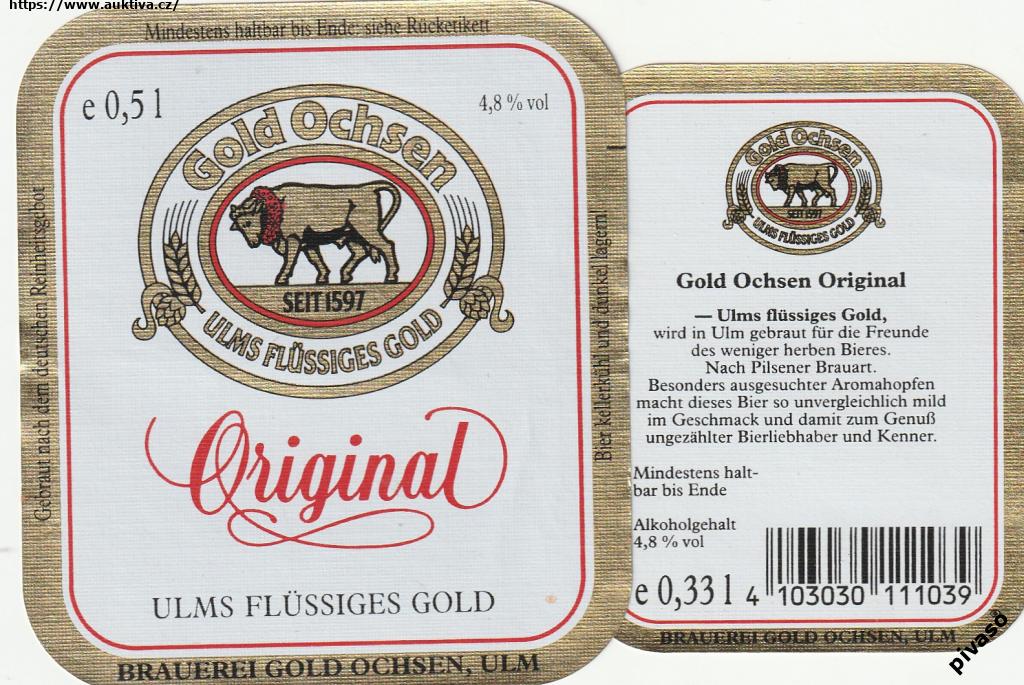 https://www.auktiva.cz/
Mindestens haltbar bis Ende: siehe Rücketikett
e 0,5 l
4,8 % vol
Gold Ochsen
SEIT 1597
ULMS FLÜSSIGES GOLD
Original
ULMS FLÜSSIGES GOLD
BRAUEREI GOLD OCHSEN, ULM
Gebraut nach dem deutschen Reinheitsgebot
Bier kellerkühl und dunkel lagern!
Gold Ochsen
SEIT 1597
ULMS FLÜSSIGES GOLD
Gold Ochsen Original
— Ulms flüssiges Gold,
wird in Ulm gebraut für die Freunde
des weniger herben Bieres.
Nach Pilsener Brauart.
Besonders ausgesuchter Aromahopfen
macht dieses Bier so unvergleichlich mild
im Geschmack und damit zum Genuß
ungezählter Bierliebhaber und Kenner.
Mindestens halt-
bar bis Ende
Alkoholgehalt
4,8 % vol
e 0,33 l
4 103030 111039
BRAUEREI GOLD OCHSEN, ULM
pivaso